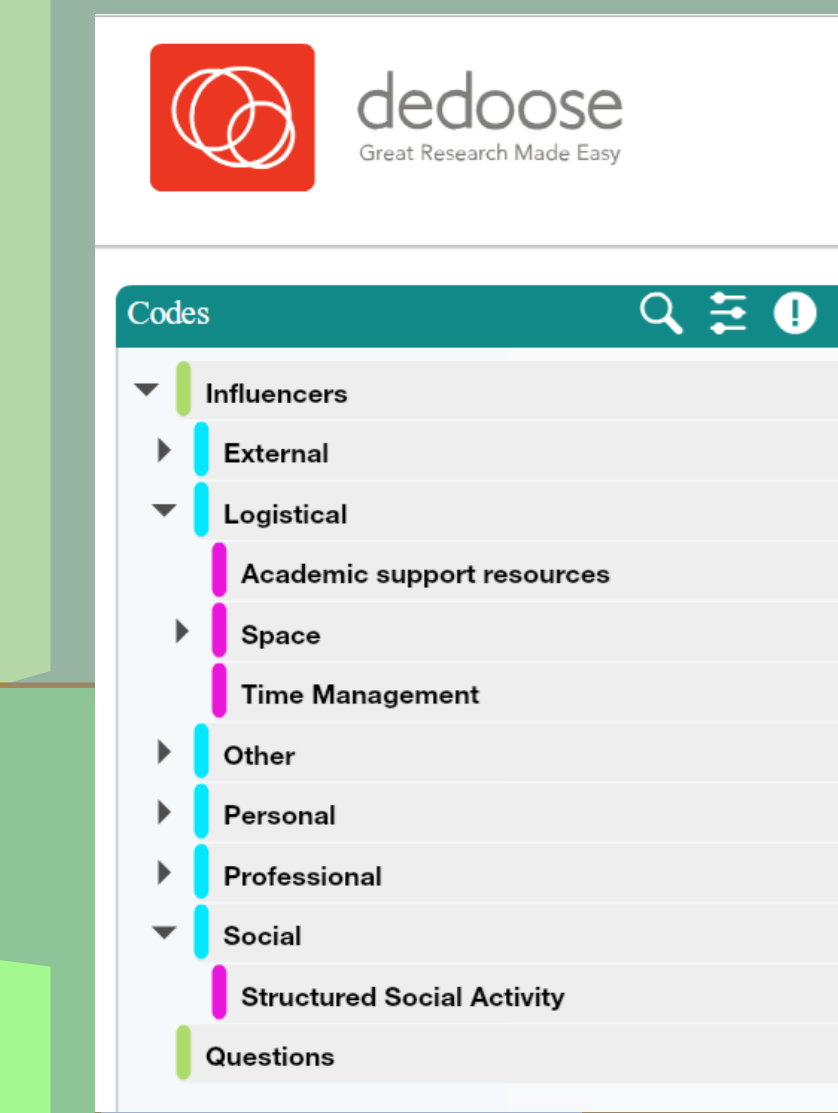 dedoose
Great Research Made Easy
Codes
Influencers
External
Logistical
Academic support resources
Space
Time Management
Other
Personal
Professional
Social
Structured Social Activity
Questions